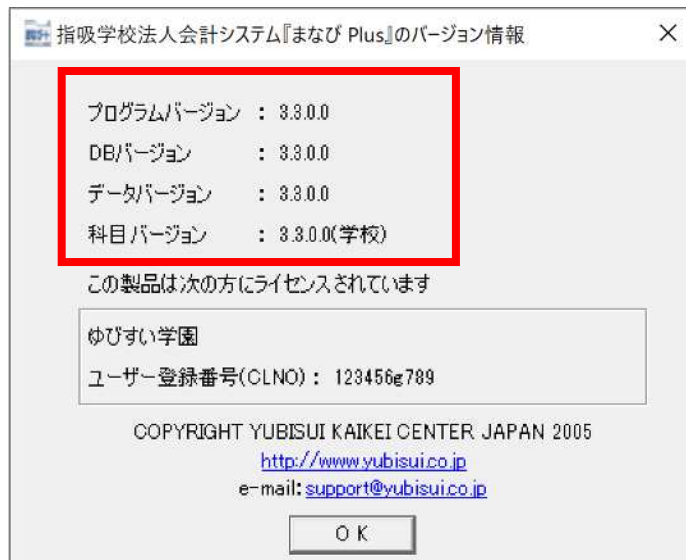 指吸学校法人会計システム『まなび Plus』のバージョン情報
プログラムバージョン : 3.3.0.0
DBバージョン : 3.3.0.0
データバージョン : 3.3.0.0
科目バージョン : 3.3.0.0(学校)
この製品は次の方にライセンスされています
ゆびすい学園
ユーザー登録番号(CLNO) : 123456g789
COPYRIGHT YUBISUI KAIKEI CENTER JAPAN 2005
http://www.yubisui.co.jp
e-mail: support@yubisui.co.jp
OK